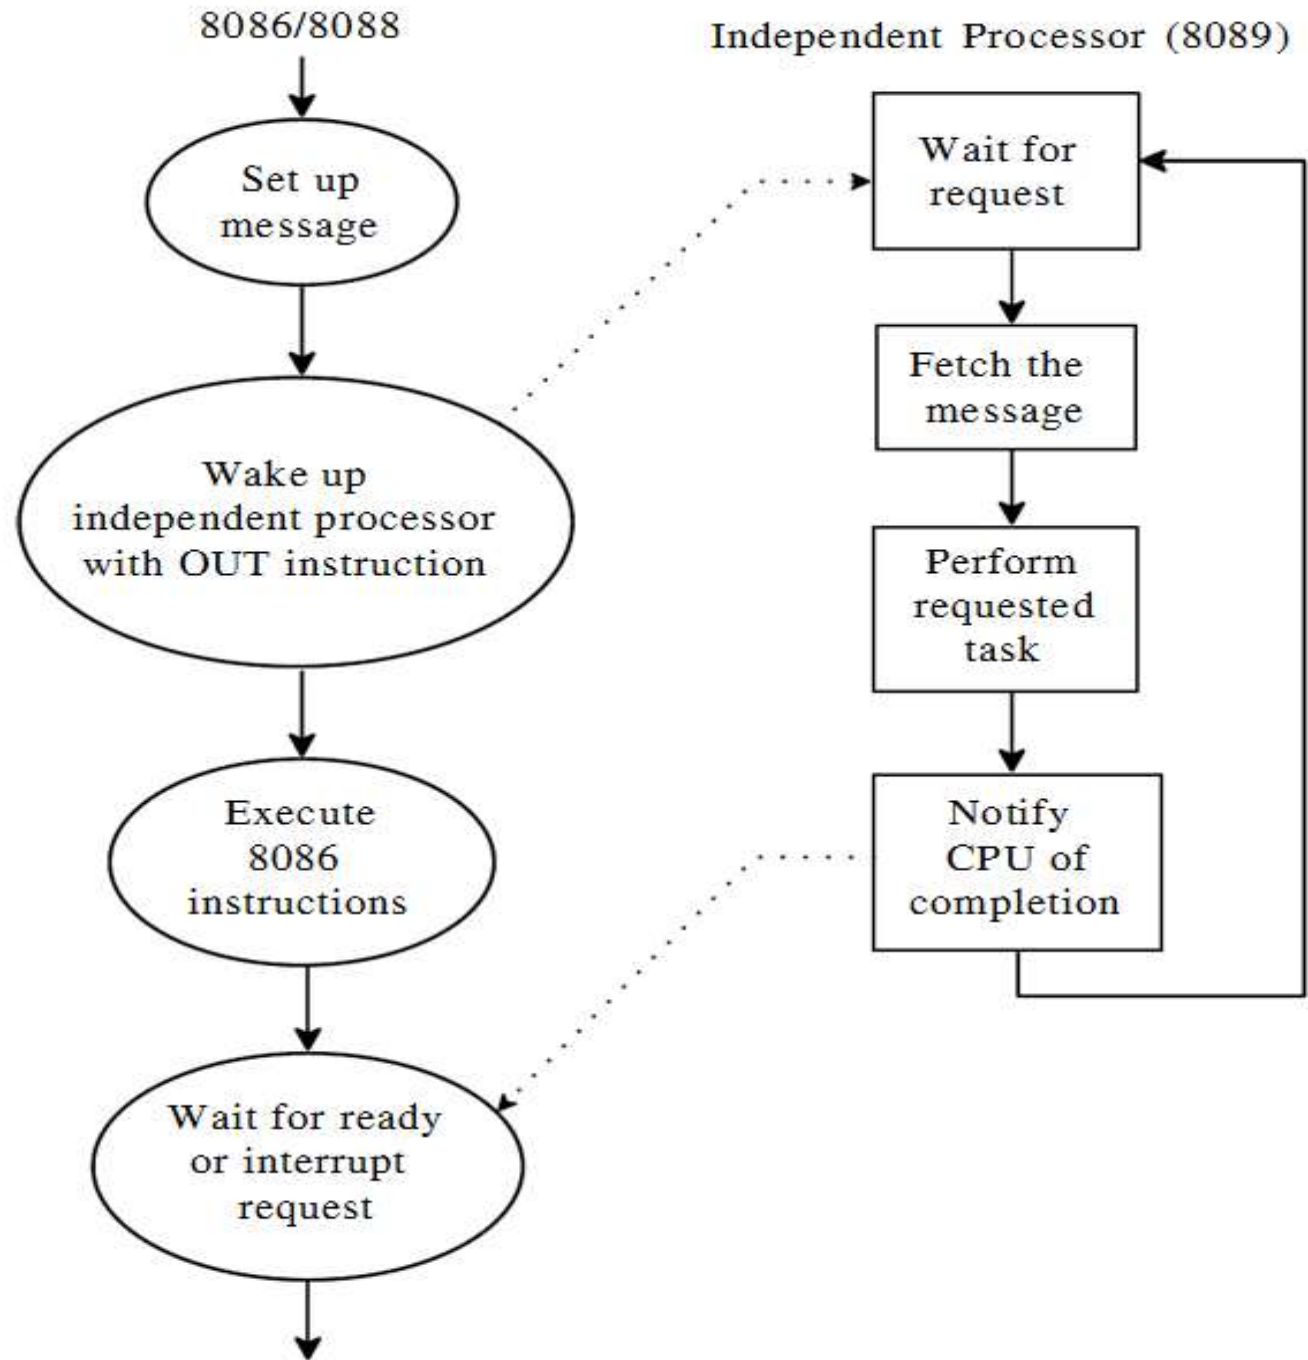 8086/8088
Set up
message
Wake up
independent processor
with OUT instruction
Execute
8086
instructions
Wait for ready
or interrupt
request
Independent Processor (8089)
Wait for
request
Fetch the
message
Perform
requested
task
Notify
CPU of
completion